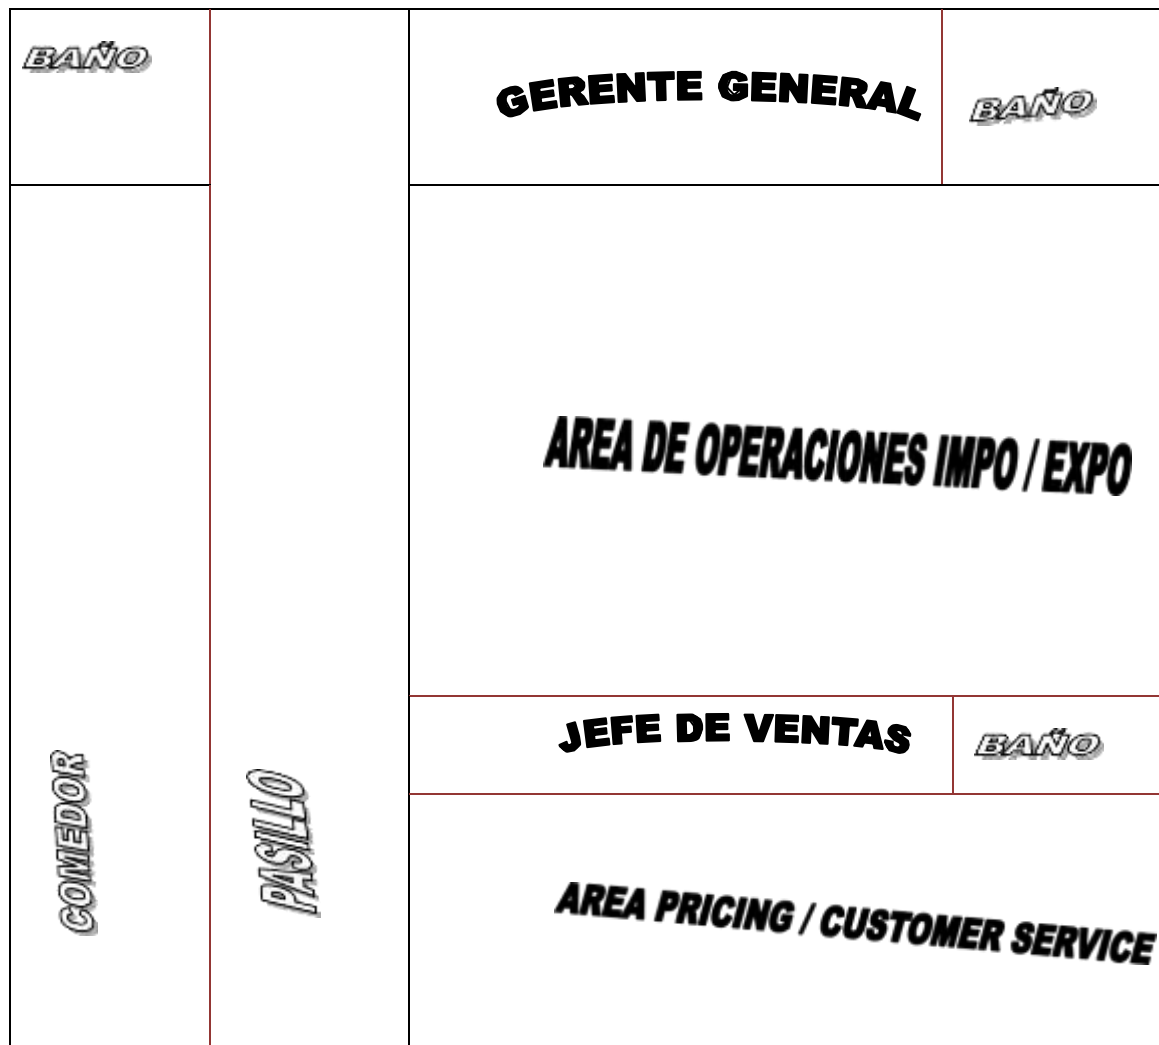 BAÑO
GERENTE GENERAL
BAÑO
AREA DE OPERACIONES IMPO / EXPO
JEFE DE VENTAS
BAÑO
COMEDOR
PASILLO
AREA PRICING / CUSTOMER SERVICE